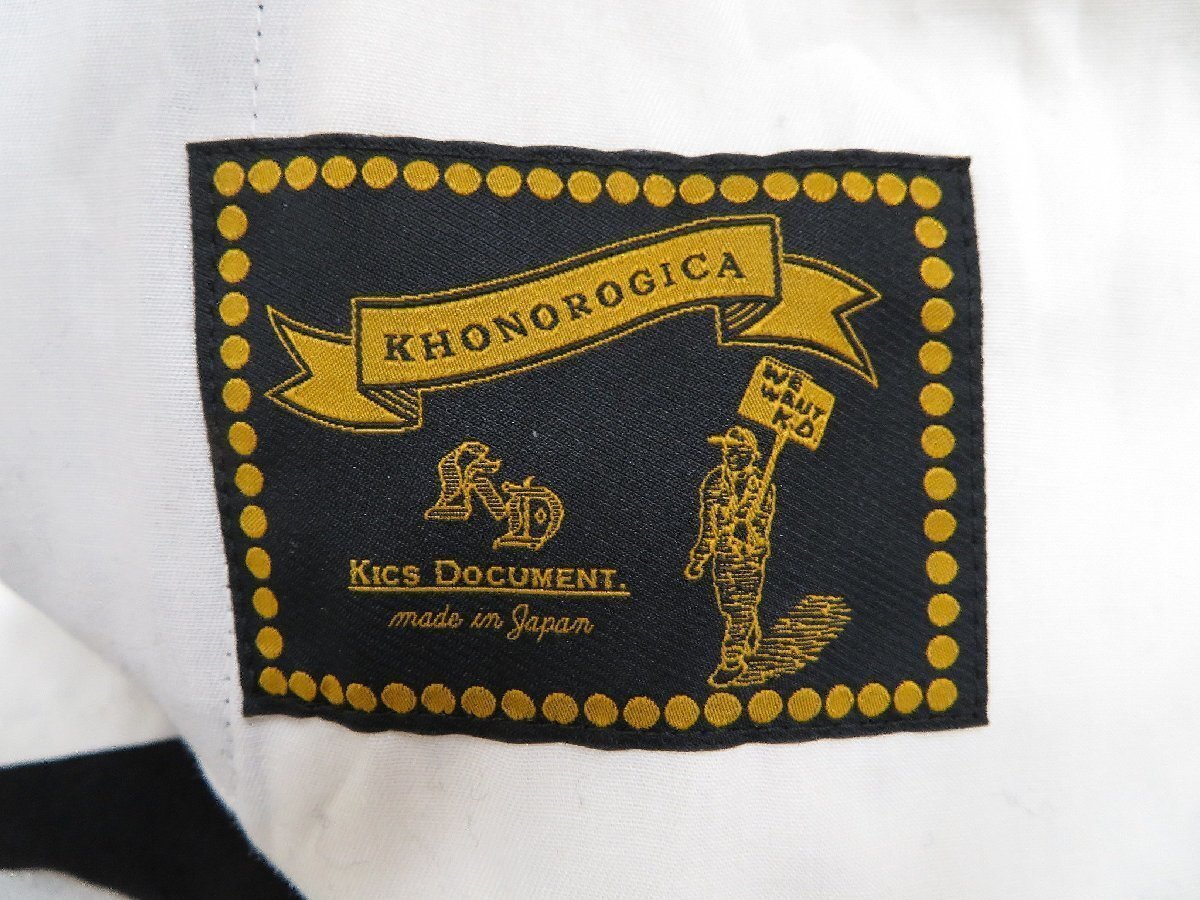 KHONOROGICA
WE
WANT
K.D.
KD
KICS DOCUMENT.
made in Japan